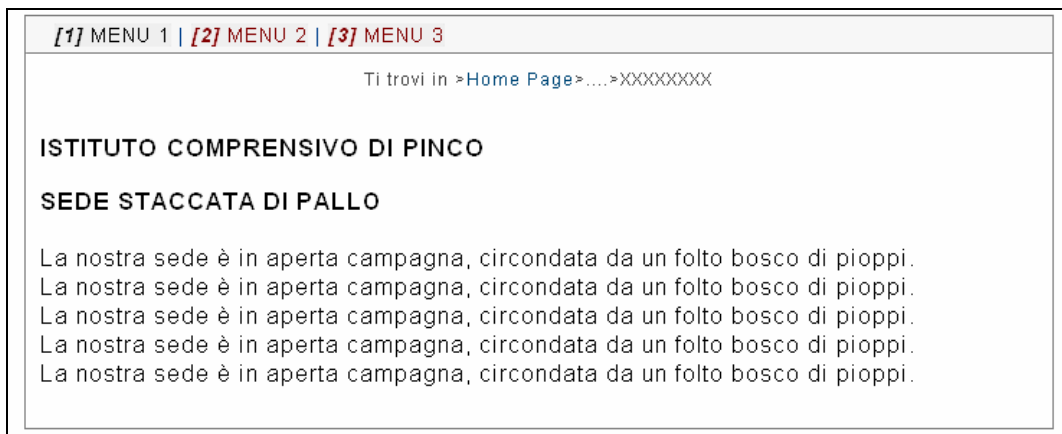 [1] MENU 1 | [2] MENU 2 | [3] MENU 3
Ti trovi in >Home Page>....>XXXXXXXX
ISTITUTO COMPRENSIVO DI PINCO
SEDE STACCATA DI PALLO
La nostra sede è in aperta campagna, circondata da un folto bosco di pioppi.
La nostra sede è in aperta campagna, circondata da un folto bosco di pioppi.
La nostra sede è in aperta campagna, circondata da un folto bosco di pioppi.
La nostra sede è in aperta campagna, circondata da un folto bosco di pioppi.
La nostra sede è in aperta campagna, circondata da un folto bosco di pioppi.